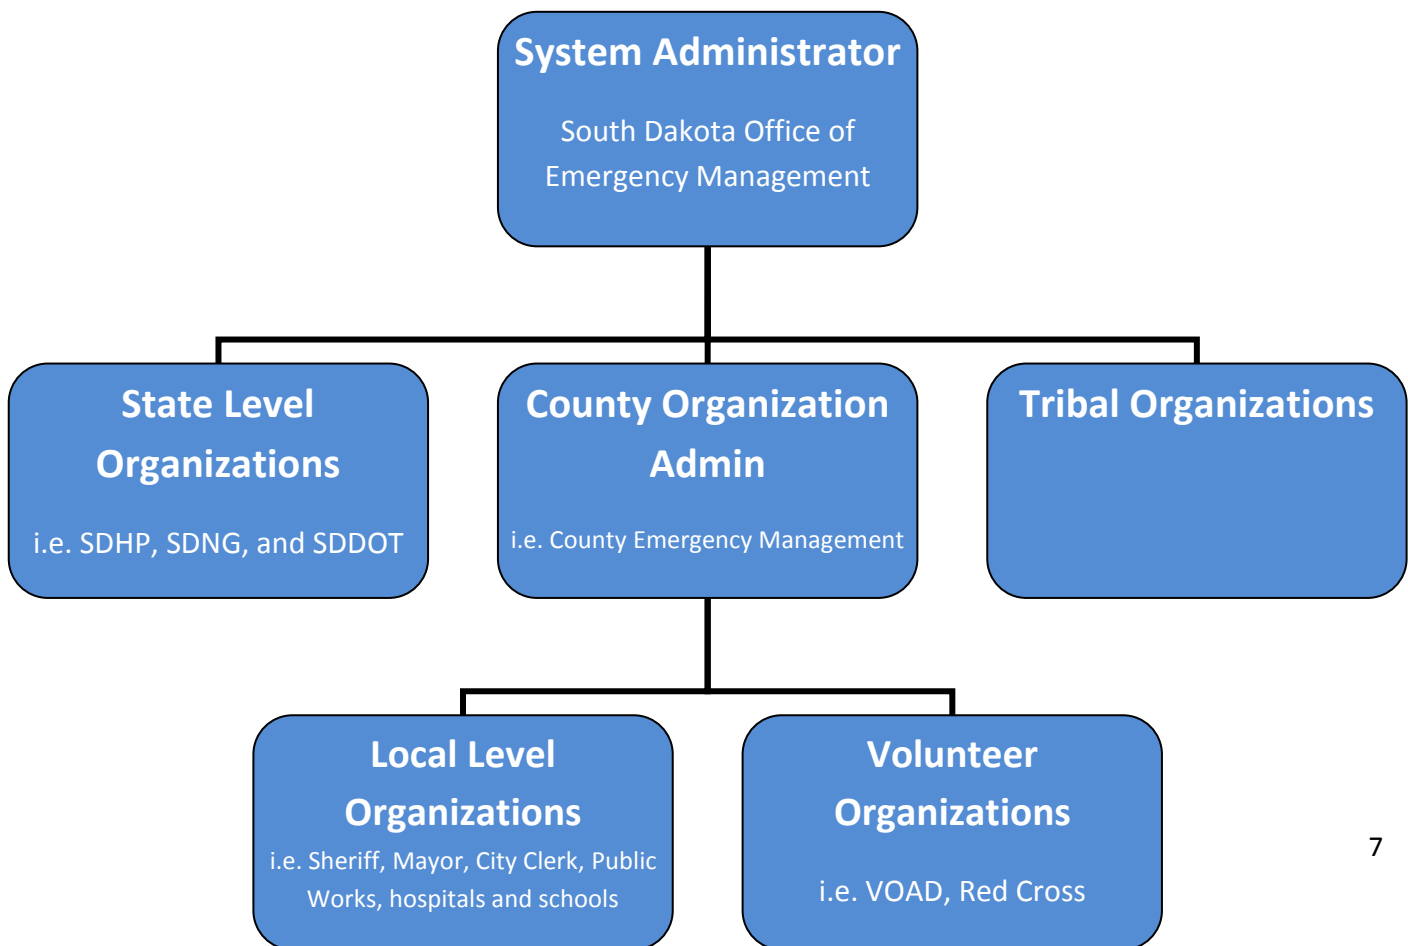 System Administrator
South Dakota Office of
Emergency Management
State Level
Organizations
i.e. SDHP, SDNG, and SDDOT
County Organization
Admin
i.e. County Emergency Management
Tribal Organizations
Local Level
Organizations
i.e. Sheriff, Mayor, City Clerk, Public
Works, hospitals and schools
Volunteer
Organizations
i.e. VOAD, Red Cross
7